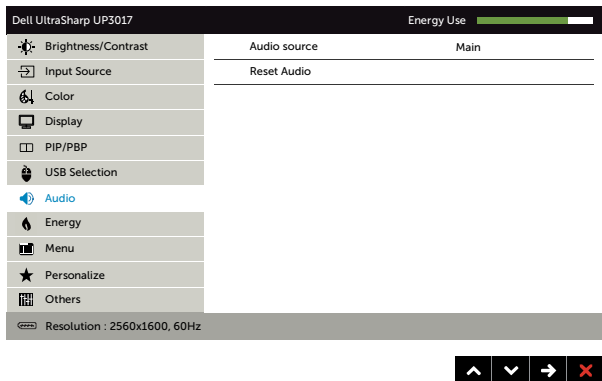 Dell UltraSharp UP3017 Energy Use
Brightness/Contrast Audio source Main
Input Source Reset Audio
Color
Display
PIP/PBP
USB Selection
Audio
Energy
Menu
Personalize
Others
Resolution : 2560x1600, 60Hz